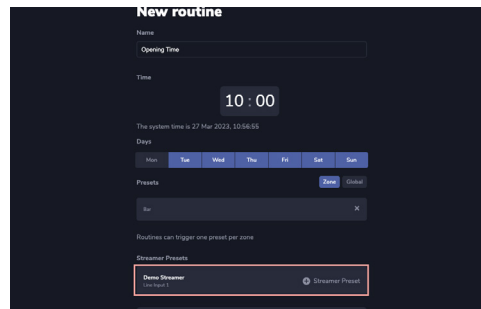 New routine
Name
Opening Time
Time
10 : 00
The system time is 27 Mar 2023, 10:56:55
Days
Mon Tue Wed Thu Fri Sat Sun
Presets Zone Global
Bar ×
Routines can trigger one preset per zone
Streamer Presets
Demo Streamer
Line Input 3
Streamer Preset